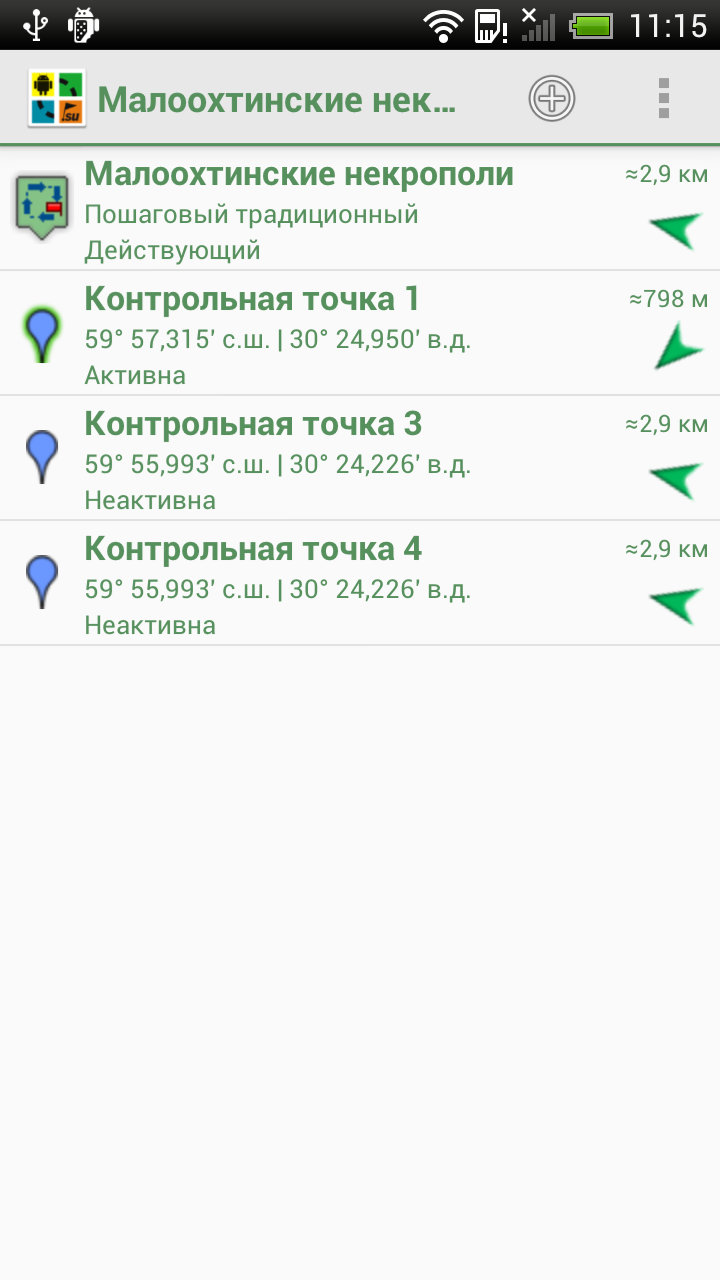 11:15
Малоохтинские нек...
Малоохтинские некрополи ≈2,9 км
Пошаговый традиционный
Действующий
Контрольная точка 1 ≈798 м
59° 57,315' с.ш. | 30° 24,950' в.д.
Активна
Контрольная точка 3 ≈2,9 км
59° 55,993' с.ш. | 30° 24,226' в.д.
Неактивна
Контрольная точка 4 ≈2,9 км
59° 55,993' с.ш. | 30° 24,226' в.д.
Неактивна